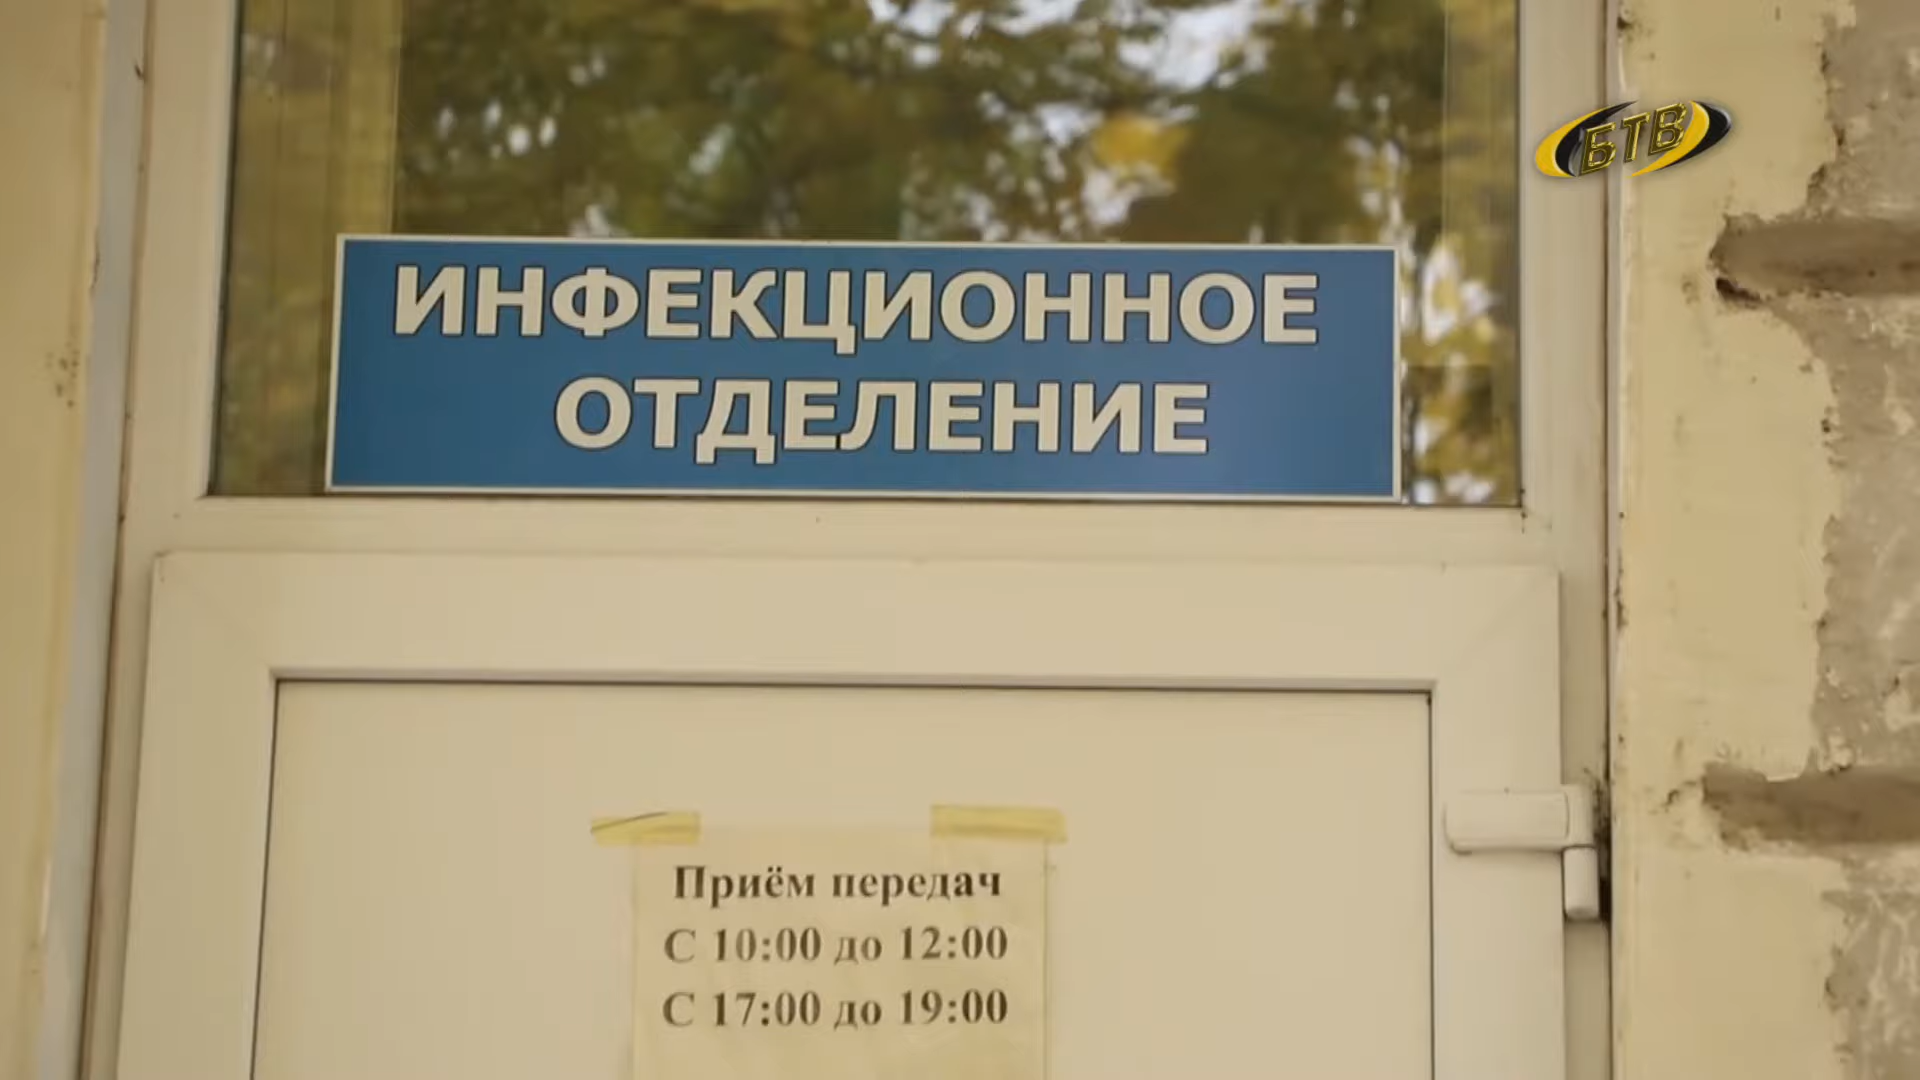 БТВ
ИНФЕКЦИОННОЕ
ОТДЕЛЕНИЕ
Приём передач
С 10:00 до 12:00
С 17:00 до 19:00